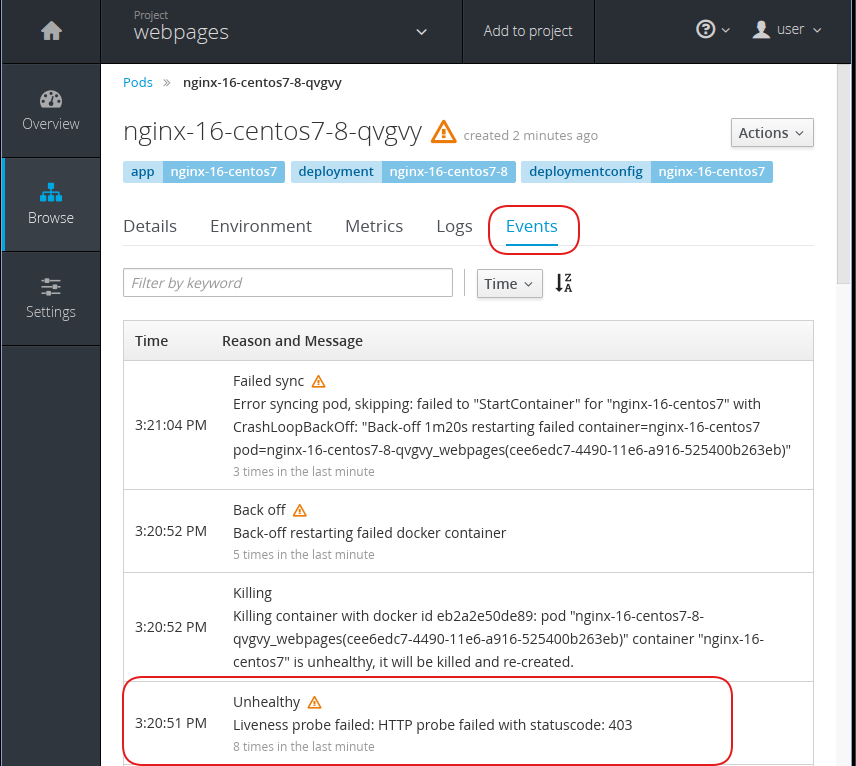 Project
webpages
Add to project
user
Overview
Browse
Settings
Pods » nginx-16-centos7-8-qvgvy
nginx-16-centos7-8-qvgvy created 2 minutes ago
Actions
app nginx-16-centos7 deployment nginx-16-centos7-8 deploymentconfig nginx-16-centos7
Details Environment Metrics Logs Events
Filter by keyword Time
Time Reason and Message
Failed sync
3:21:04 PM
Error syncing pod, skipping: failed to "StartContainer" for "nginx-16-centos7" with
CrashLoopBackOff: "Back-off 1m20s restarting failed container=nginx-16-centos7
pod=nginx-16-centos7-8-qvgvy_webpages(cee6edc7-4490-11e6-a916-525400b263eb)"
3 times in the last minute
3:20:52 PM
Back off
Back-off restarting failed docker container
5 times in the last minute
3:20:52 PM
Killing
Killing container with docker id eb2a2e50de89: pod "nginx-16-centos7-8-
qvgvy_webpages(cee6edc7-4490-11e6-a916-525400b263eb)" container "nginx-16-
centos7" is unhealthy, it will be killed and re-created.
3:20:51 PM
Unhealthy
Liveness probe failed: HTTP probe failed with statuscode: 403
8 times in the last minute